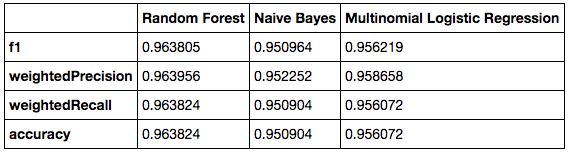 Random Forest Naive Bayes Multinomial Logistic Regression
f1 0.963805 0.950964 0.956219
weightedPrecision 0.963956 0.952252 0.958658
weightedRecall 0.963824 0.950904 0.956072
accuracy 0.963824 0.950904 0.956072